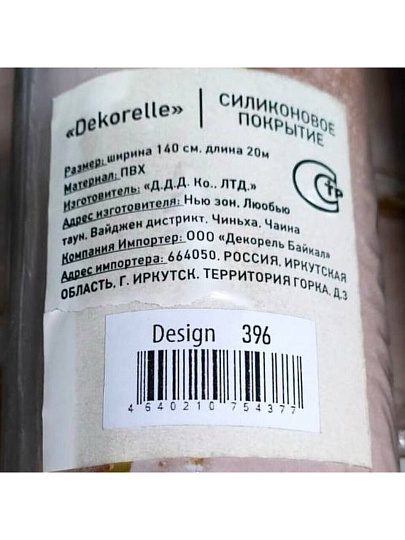 «Dekorelle»
СИЛИКОНОВОЕ
ПОКРЫТИЕ
Размер: ширина 140 см. длина 20м
Материал: ПВХ
Изготовитель: «Д.Д.Д. Ко.. ЛТД.»
Адрес изготовителя: Нью зон. Люобью
таун. Вайджен дистрикт. Чиньха. Чаина
Компания Импортер: ООО «Декорель Байкал»
Адрес импортера: 664050. РОССИЯ. ИРКУТСКАЯ
ОБЛАСТЬ. Г. ИРКУТСК. ТЕРРИТОРИЯ ГОРКА. Д.3
СТР
Design 396
4 640210 754377